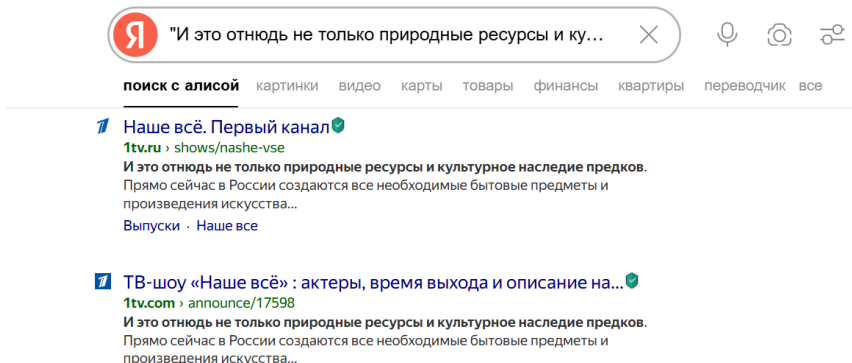 Я "И это отнюдь не только природные ресурсы и ку...
поиск с алисой картинки видео карты товары финансы квартиры переводчик все
Наше всё. Первый канал
1tv.ru › shows/nashe-vse
И это отнюдь не только природные ресурсы и культурное наследие предков.
Прямо сейчас в России создаются все необходимые бытовые предметы и
произведения искусства...
Выпуски · Наше все
ТВ-шоу «Наше всё» : актеры, время выхода и описание на...
1tv.com › announce/17598
И это отнюдь не только природные ресурсы и культурное наследие предков.
Прямо сейчас в России создаются все необходимые бытовые предметы и
произведения искусства...